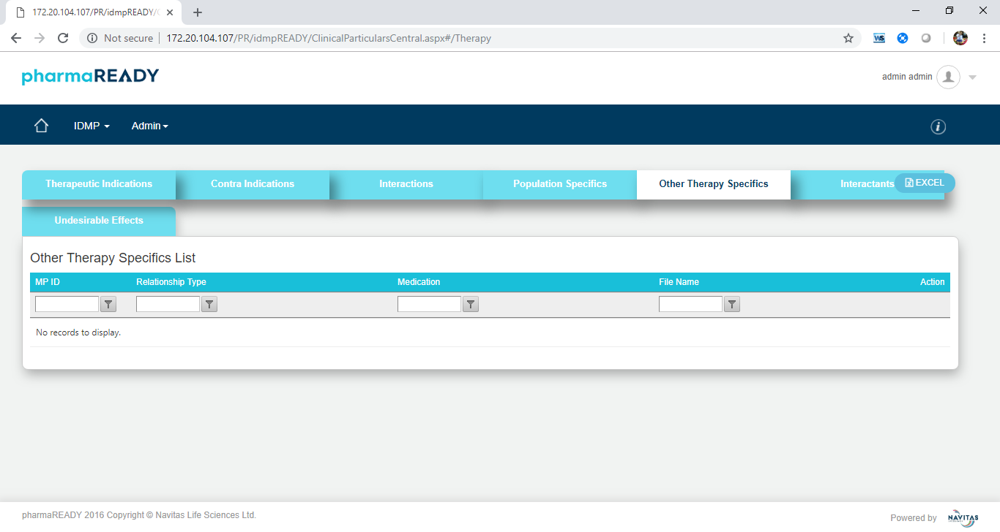 172.20.104.107/PR/idmpREADY/C
Not secure 172.20.104.107/PR/idmpREADY/ClinicalParticularsCentral.aspx#/Therapy
WS
pharmaREADY
admin admin
IDMP Admin
i
Therapeutic Indications Contra Indications Interactions Population Specifics Other Therapy Specifics Interactants EXCEL
Undesirable Effects
Other Therapy Specifics List
MP ID Relationship Type Medication File Name Action
No records to display.
pharmaREADY 2016 Copyright © Navitas Life Sciences Ltd.
Powered by NAVITAS